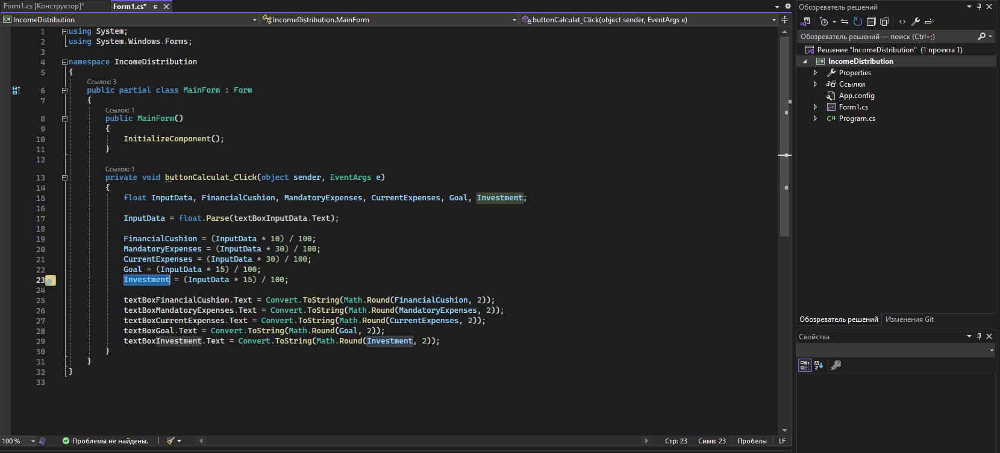 Form1.cs [Конструктор]*
Form1.cs*
IncomeDistribution
IncomeDistribution.MainForm
buttonCalculat_Click(object sender, EventArgs e)
1 using System;
2 using System.Windows.Forms;
3
4 namespace IncomeDistribution
5 {
Ссылок: 3
6 public partial class MainForm : Form
7 {
Ссылок: 1
8 public MainForm()
9 {
10 InitializeComponent();
11 }
12
Ссылок: 1
13 private void buttonCalculat_Click(object sender, EventArgs e)
14 {
15 float InputData, FinancialCushion, MandatoryExpenses, CurrentExpenses, Goal, Investment;
16
17 InputData = float.Parse(textBoxInputData.Text);
18
19 FinancialCushion = (InputData * 10) / 100;
20 MandatoryExpenses = (InputData * 30) / 100;
21 CurrentExpenses = (InputData * 30) / 100;
22 Goal = (InputData * 15) / 100;
23 Investment = (InputData * 15) / 100;
24
25 textBoxFinancialCushion.Text = Convert.ToString(Math.Round(FinancialCushion, 2));
26 textBoxMandatoryExpenses.Text = Convert.ToString(Math.Round(MandatoryExpenses, 2));
27 textBoxCurrentExpenses.Text = Convert.ToString(Math.Round(CurrentExpenses, 2));
28 textBoxGoal.Text = Convert.ToString(Math.Round(Goal, 2));
29 textBoxInvestment.Text = Convert.ToString(Math.Round(Investment, 2));
30 }
31 }
32 }
33
100 %
Проблемы не найдены.
Стр: 23 Симв: 23 Пробелы LF
Обозреватель решений
Обозреватель решений — поиск (Ctrl+;)
Решение "IncomeDistribution" (1 проекта 1)
C# IncomeDistribution
Properties
Ссылки
App.config
Form1.cs
C# Program.cs
Обозреватель решений Изменения Git
Свойства